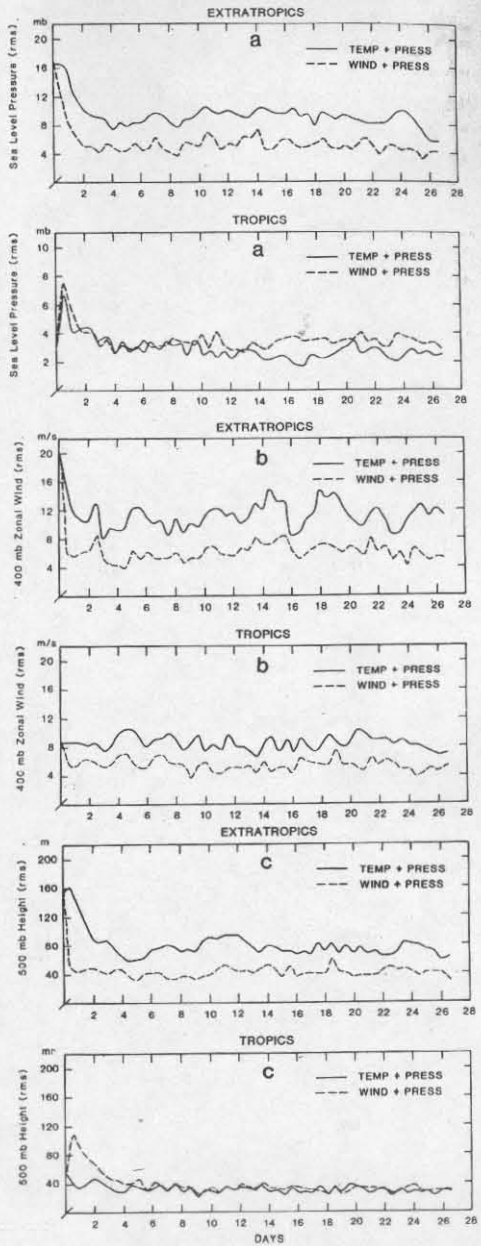 EXTRATROPICS
mb
a
TEMP + PRESS
WIND + PRESS
20
16
12
8
4
Sea Level Pressure (rms)
2 4 6 8 10 12 14 16 18 20 22 24 26 28
TROPICS
mb
a
TEMP + PRESS
WIND + PRESS
10
8
6
4
2
Sea Level Pressure (rms)
2 4 6 8 10 12 14 16 18 20 22 24 26 28
EXTRATROPICS
m/s
b
TEMP + PRESS
WIND + PRESS
20
16
12
8
4
400 mb Zonal Wind (rms)
2 4 6 8 10 12 14 16 18 20 22 24 26 28
TROPICS
m/s
b
TEMP + PRESS
WIND + PRESS
20
16
12
8
4
400 mb Zonal Wind (rms)
2 4 6 8 10 12 14 16 18 20 22 24 26 28
EXTRATROPICS
m
c
TEMP + PRESS
WIND + PRESS
200
160
120
80
40
500 mb Height (rms)
2 4 6 8 10 12 14 16 18 20 22 24 26 28
TROPICS
c
TEMP + PRESS
WIND + PRESS
200
160
120
80
40
500 mb Height (rms)
2 4 6 8 10 12 14 16 18 20 22 24 26 28
DAYS